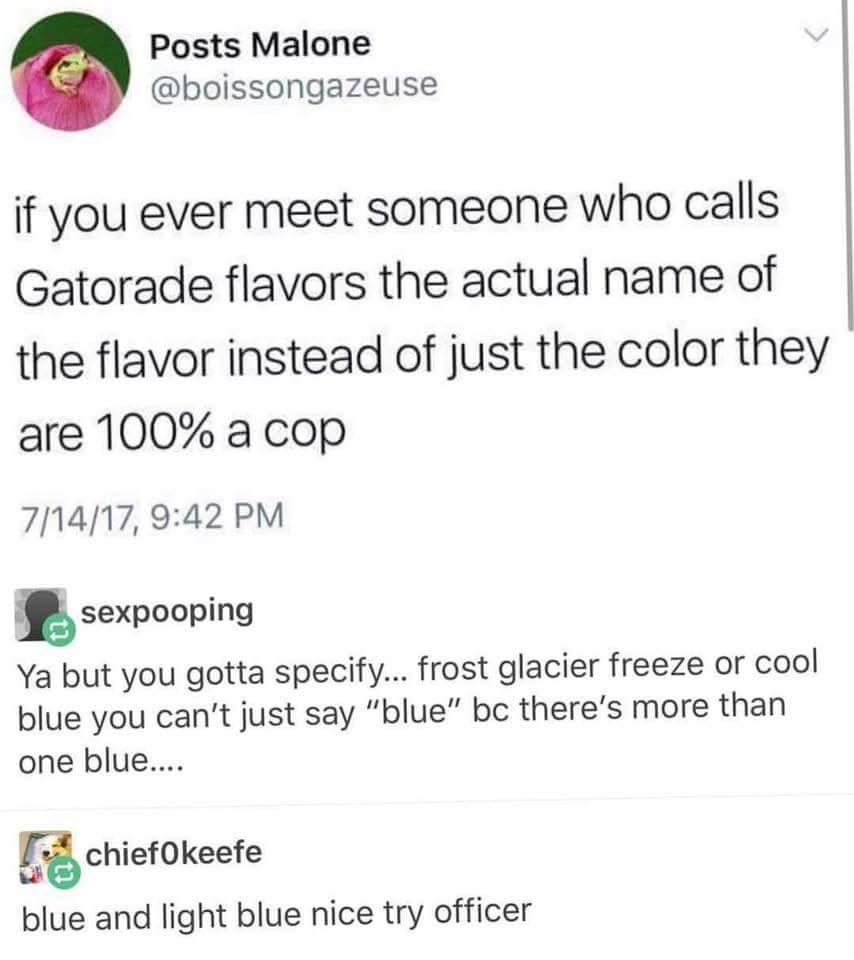 Posts Malone
@boissongazeuse
if you ever meet someone who calls
Gatorade flavors the actual name of
the flavor instead of just the color they
are 100% a cop
7/14/17, 9:42 PM
sexpooping
Ya but you gotta specify... frost glacier freeze or cool
blue you can't just say "blue" bc there's more than
one blue....
chief0keefe
blue and light blue nice try officer